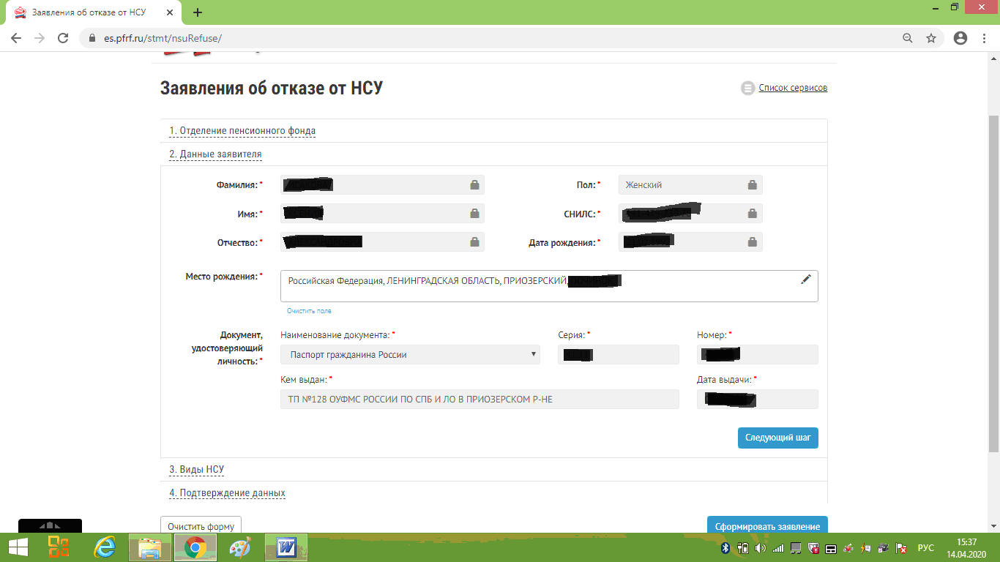 Заявления об отказе от НСУ
es.pfrf.ru/stmt/nsuRefuse/
Заявления об отказе от НСУ
Список сервисов
1. Отделение пенсионного фонда
2. Данные заявителя
Фамилия: * Пол: * Женский
Имя: * СНИЛС: *
Отчество: * Дата рождения: *
Место рождения: * Российская Федерация, ЛЕНИНГРАДСКАЯ ОБЛАСТЬ, ПРИОЗЕРСКИЙ,
Очистить поле
Документ, удостоверяющий личность: *
Наименование документа: * Серия: * Номер: *
Паспорт гражданина России
Кем выдан: * Дата выдачи: *
ТП №128 ОУФМС РОССИИ ПО СПБ И ЛО В ПРИОЗЕРСКОМ Р-НЕ
Следующий шаг
3. Виды НСУ
4. Подтверждение данных
Очистить форму
Сформировать заявление
РУС
15:37
14.04.2020